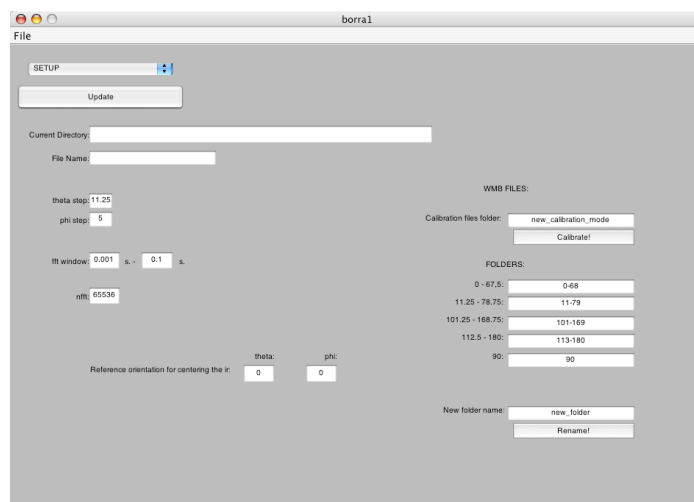 borra1
File
SETUP
Update
Current Directory:
File Name:
theta step: 11.25
phi step: 5
fft window: 0.001 s. - 0.1 s.
nfft: 65536
theta: phi:
Reference orientation for centering the ir: 0 0
WMB FILES:
Calibration files folder: new_calibration_mode
Calibrate!
FOLDERS:
0 - 67,5: 0-68
11.25 - 78.75: 11-79
101.25 - 168.75: 101-169
112,5 - 180: 113-180
90: 90
New folder name: new_folder
Rename!